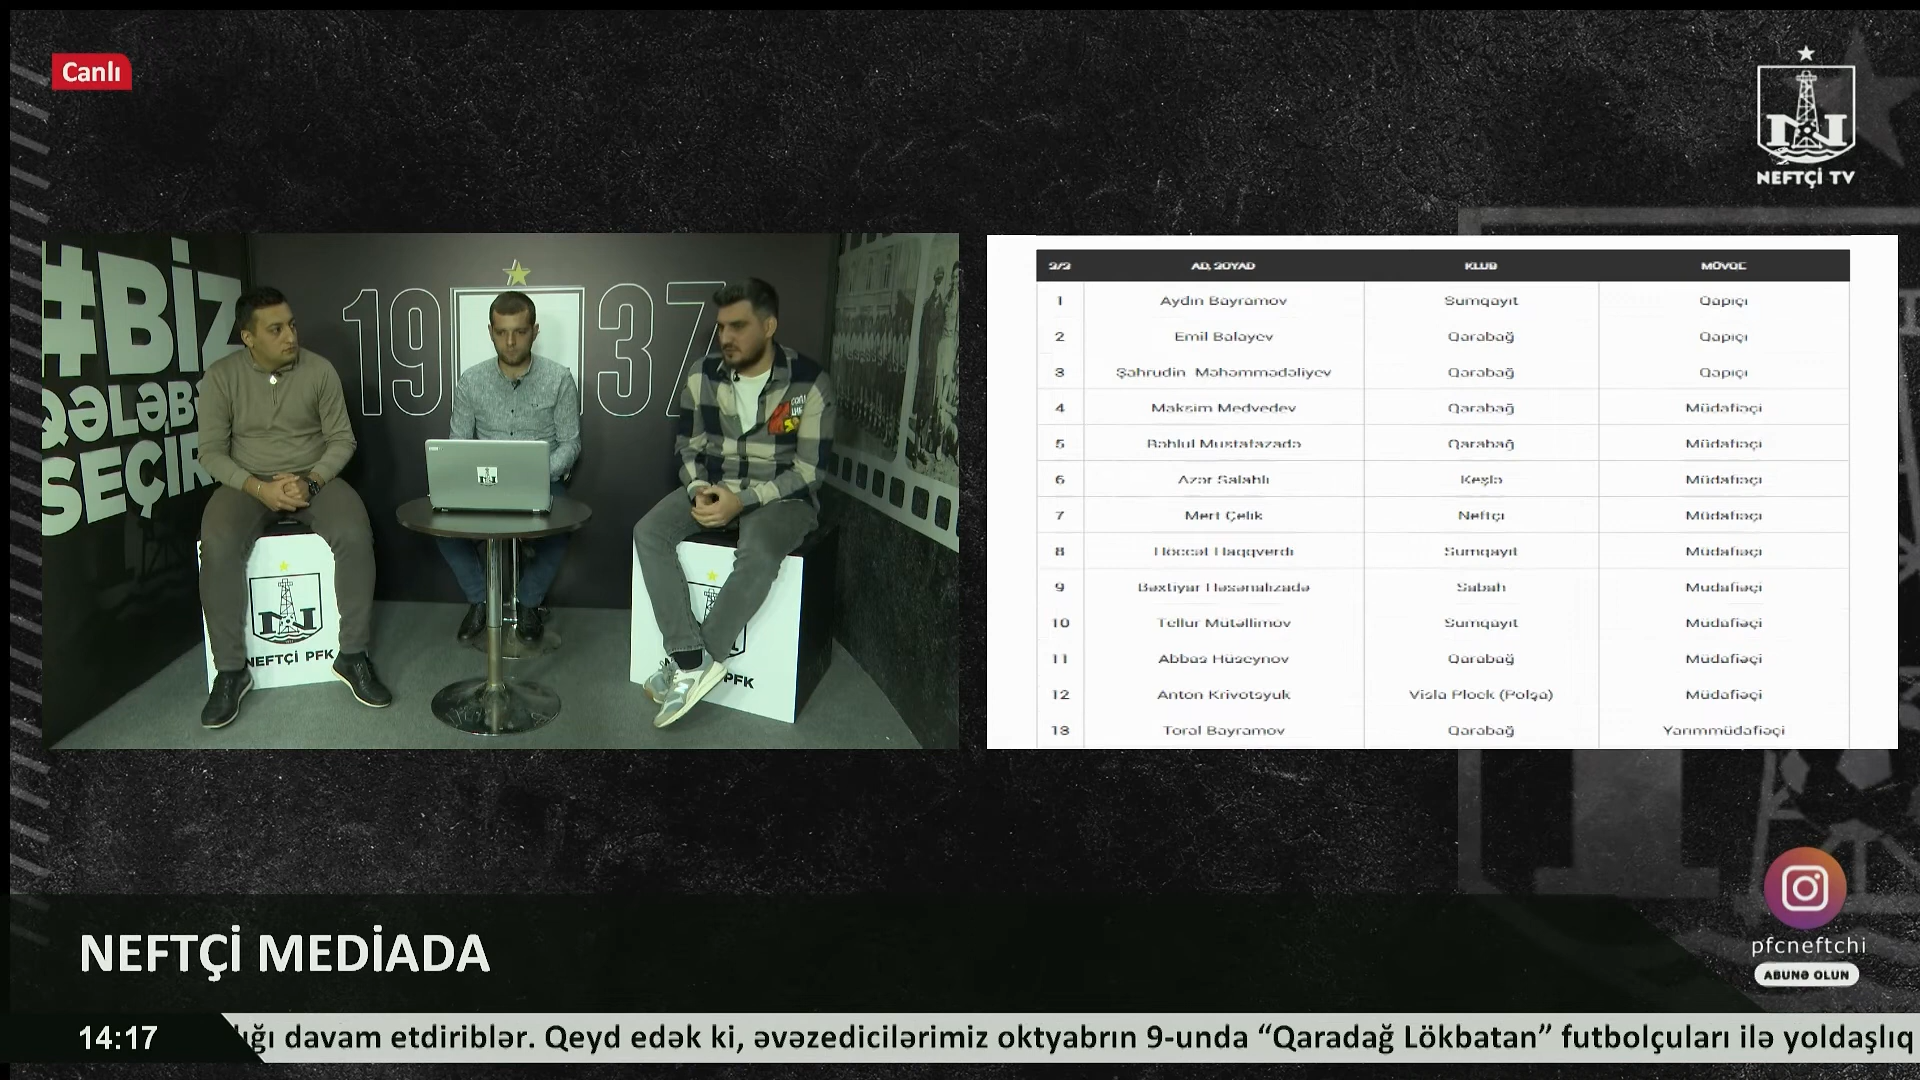 Canlı
NEFTÇİ TV
#BİZ
QƏLƏB
SEÇİR
1937
NEFTÇİ PFK
PFK
AD, SOYAD KLUB MÖVQE
1 Aydın Bayramov Sumqayıt Qapıçı
2 Emil Balayev Qarabağ Qapıçı
3 Şahrudin Məhəmmədəliyev Qarabağ Qapıçı
4 Maksim Medvedev Qarabağ Müdafiəçi
5 Bəhlul Mustafazadə Qarabağ Müdafiəçi
6 Azər Salahlı Keşlə Müdafiəçi
7 Mert Çelik Neftçi Müdafiəçi
8 Höccət Haqqverdi Sumqayıt Müdafiəçi
9 Bəxtiyar Həsənalızadə Sabah Müdafiəçi
10 Tellur Mütəllimov Sumqayıt Müdafiəçi
11 Abbas Hüseynov Qarabağ Müdafiəçi
12 Anton Krivotsyuk Visla Plock (Polşa) Müdafiəçi
13 Toral Bayramov Qarabağ Yarımmüdafiəçi
NEFTÇİ MEDİADA
pfcneftchi
ABUNƏ OLUN
14:17 ığı davam etdiriblər. Qeyd edək ki, əvəzedicilərimiz oktyabrın 9-unda “Qaradağ Lökbatan” futbolçuları ilə yoldaşlıq